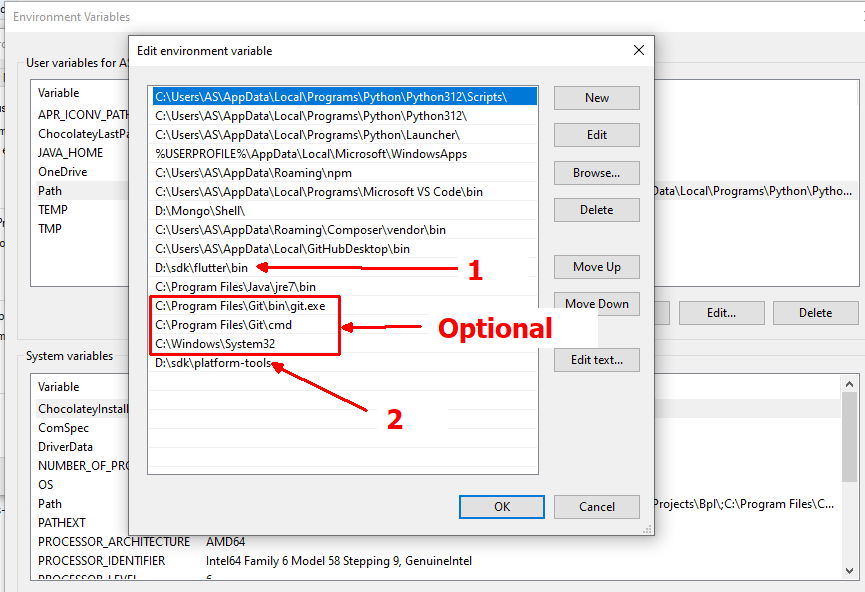 Environment Variables
Edit environment variable
User variables for AS
Variable
APR_ICONV_PATH
ChocolateyLastPa
JAVA_HOME
OneDrive
Path
TEMP
TMP
C:\Users\AS\AppData\Local\Programs\Python\Python312\Scripts\
C:\Users\AS\AppData\Local\Programs\Python\Python312\
C:\Users\AS\AppData\Local\Programs\Python\Launcher\
%USERPROFILE%\AppData\Local\Microsoft\WindowsApps
C:\Users\AS\AppData\Roaming\npm
C:\Users\AS\AppData\Local\Programs\Microsoft VS Code\bin
D:\Mongo\Shell\
C:\Users\AS\AppData\Roaming\Composer\vendor\bin
C:\Users\AS\AppData\Local\GitHubDesktop\bin
D:\sdk\flutter\bin
1
C:\Program Files\Java\jre7\bin
C:\Program Files\Git\bin\git.exe
C:\Program Files\Git\cmd
Optional
C:\Windows\System32
D:\sdk\platform-tools
2
New
Edit
Browse...
Delete
Move Up
Move Down
Edit text...
OK
Cancel
Data\Local\Programs\Python\Pytho...
Edit...
Delete
System variables
Variable
ChocolateyInstall
ComSpec
DriverData
NUMBER_OF_PRO
OS
Path
Projects\Bpl\;C:\Program Files\C...
PATHEXT
PROCESSOR_ARCHITECTURE AMD64
PROCESSOR_IDENTIFIER Intel64 Family 6 Model 58 Stepping 9, GenuineIntel
PROCESSOR_LEVEL 6